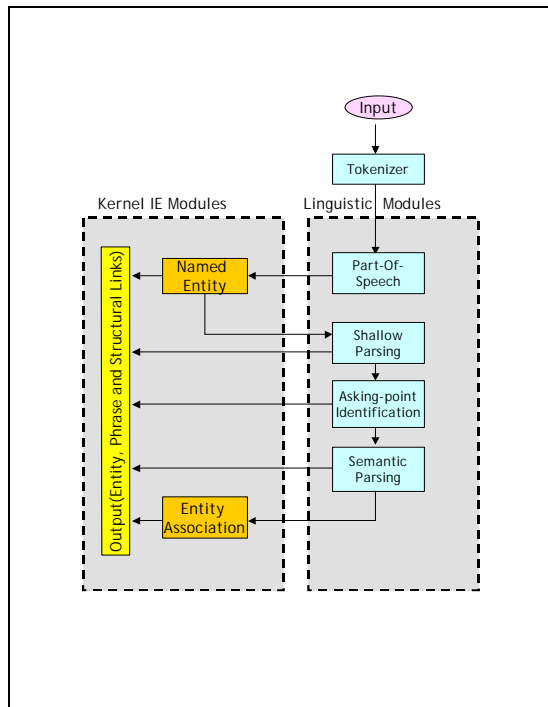 Input
Tokenizer
Kernel IE Modules
Linguistic Modules
Output(Entity, Phrase and Structural Links)
Named
Entity
Part-Of-
Speech
Shallow
Parsing
Asking-point
Identification
Semantic
Parsing
Entity
Association